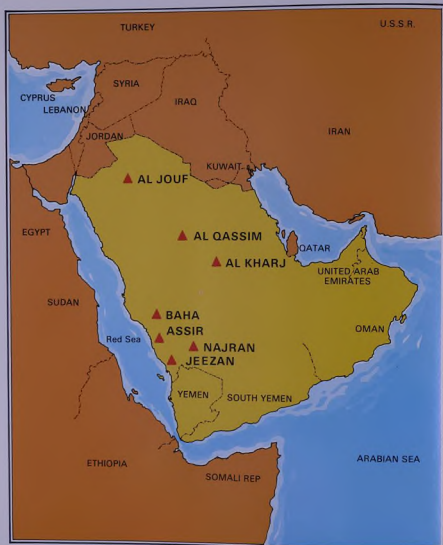 TURKEY
U.S.S.R.
SYRIA
CYPRUS
LEBANON
IRAQ
IRAN
JORDAN
KUWAIT
AL JOUF
EGYPT
AL QASSIM
QATAR
AL KHARJ
UNITED ARAB
EMIRATES
SUDAN
BAHA
ASSIR
OMAN
Red Sea
NAJRAN
JEEZAN
YEMEN
SOUTH YEMEN
ETHIOPIA
ARABIAN SEA
SOMALI REP